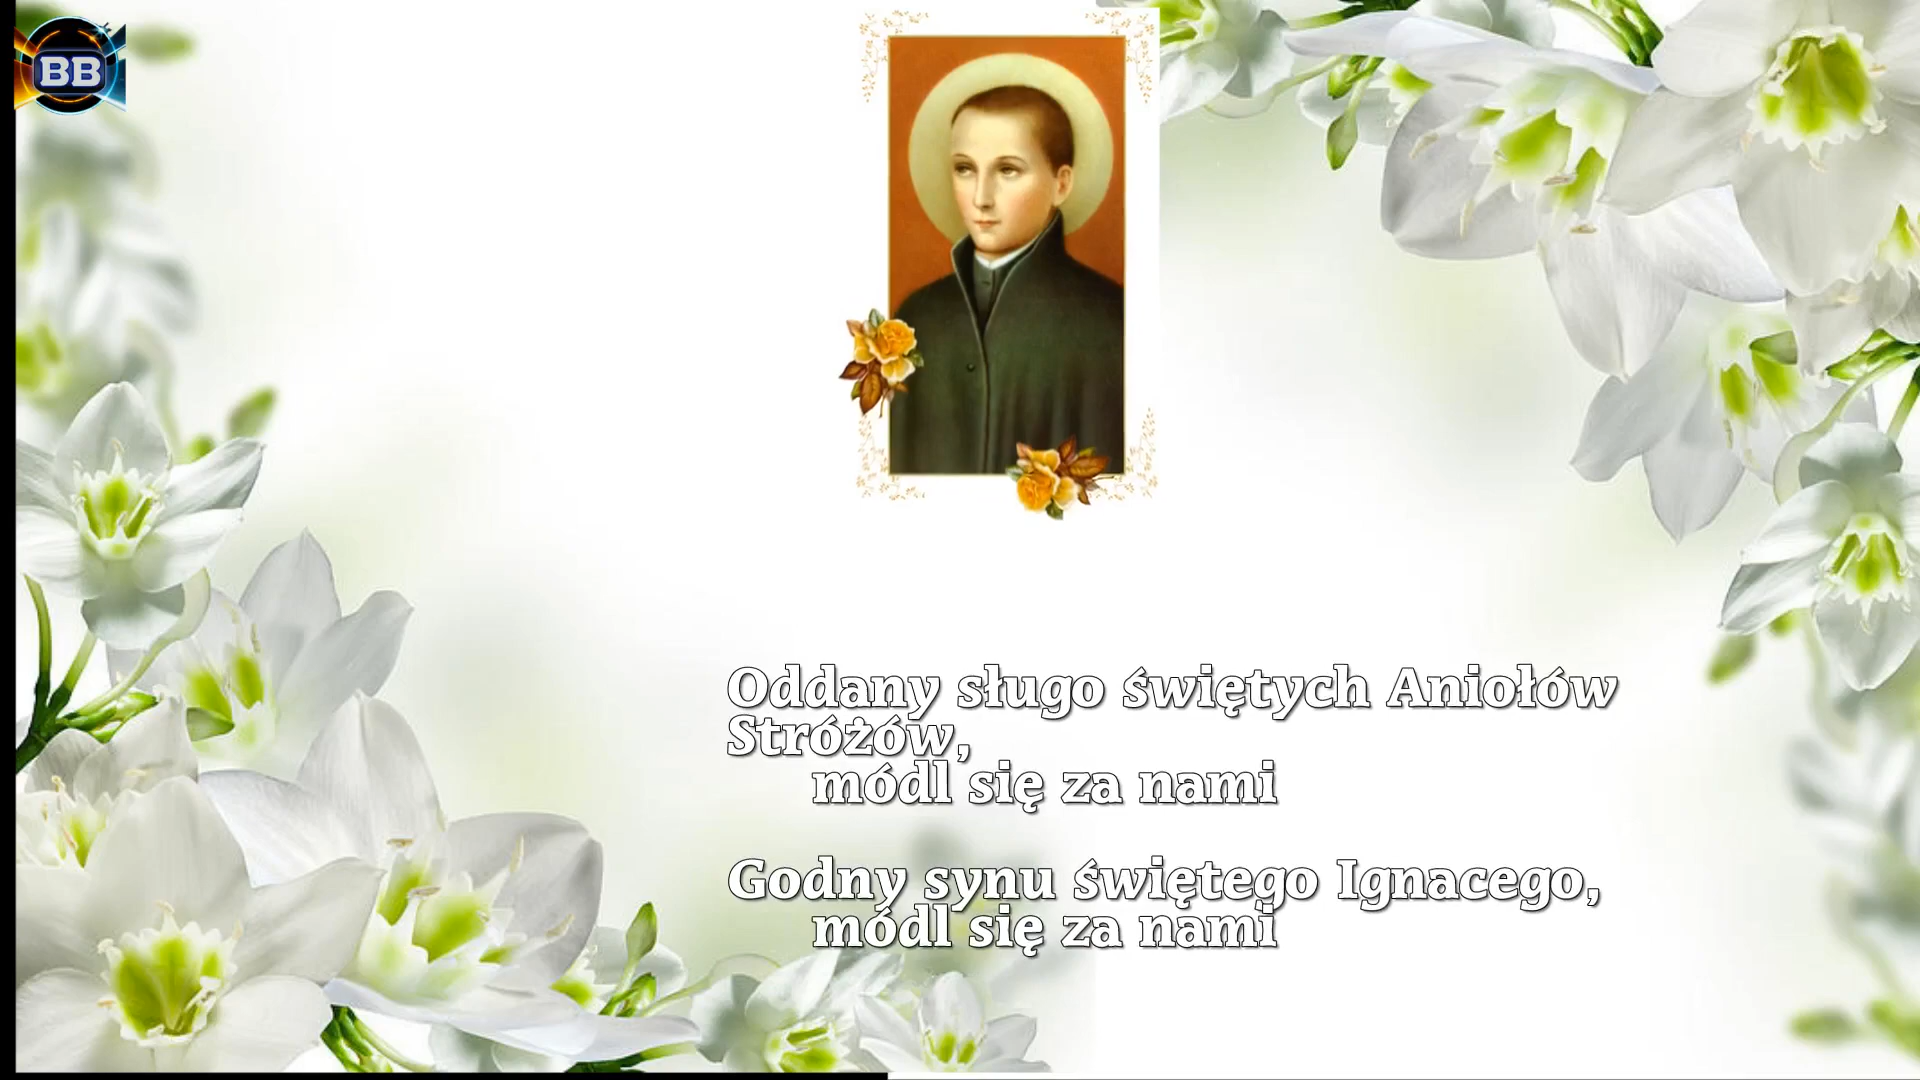 BB
Oddany sługo świętych Aniołów
Stróżów,
módl się za nami
Godny synu świętego Ignacego,
módl się za nami